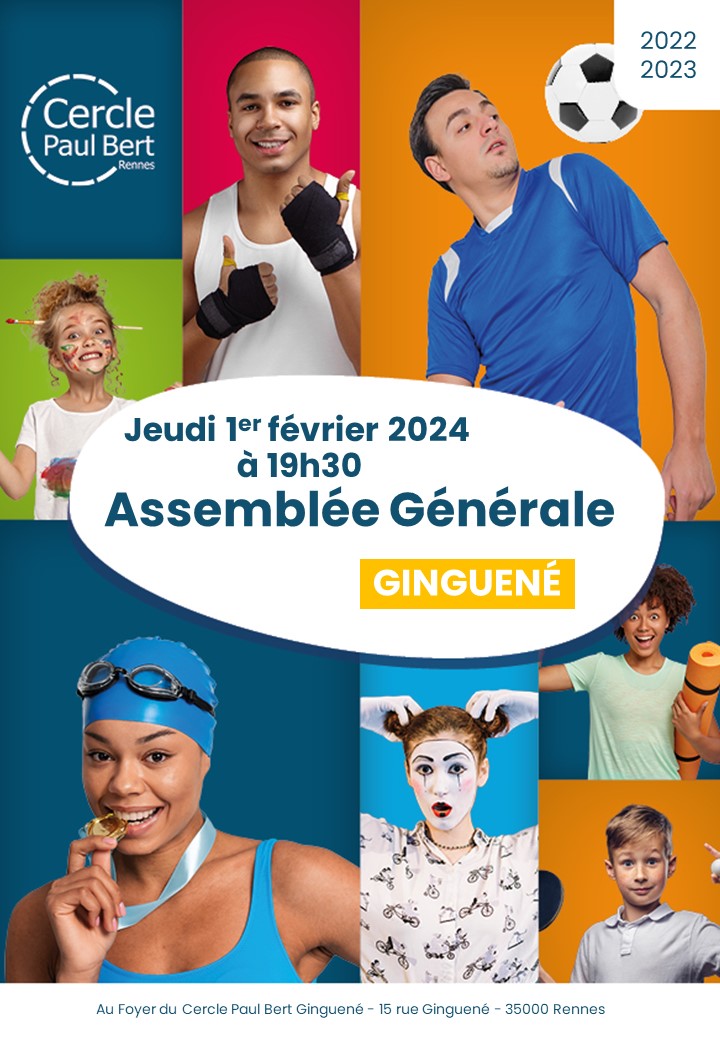 2022
2023
Cercle
Paul Bert
Rennes
Jeudi 1er février 2024
à 19h30
Assemblée Générale
GINGUENÉ
Au Foyer du Cercle Paul Bert Ginguené - 15 rue Ginguené - 35000 Rennes